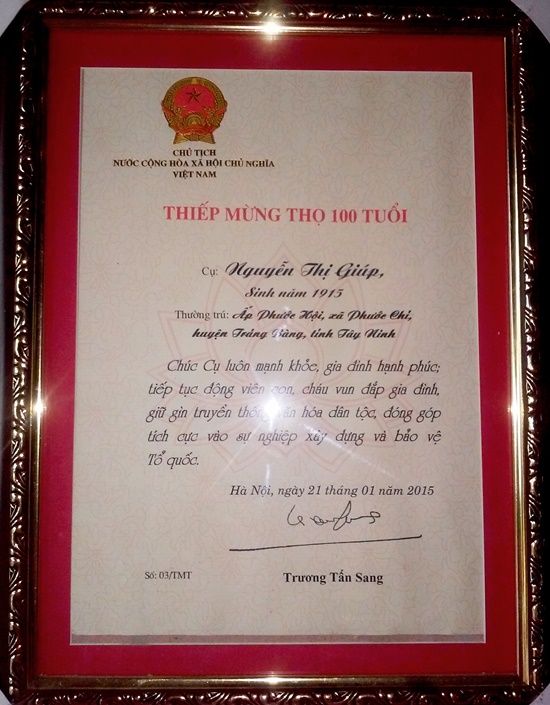 CHỦ TỊCH
NƯỚC CỘNG HÒA XÃ HỘI CHỦ NGHĨA
VIỆT NAM
THIẾP MỪNG THỌ 100 TUỔI
Cụ: Nguyễn Thị Giúp,
Sinh năm 1915
Thường trú: Ấp Phước Hội, xã Phước Chỉ,
huyện Trảng Bàng, tỉnh Tây Ninh
Chúc Cụ luôn mạnh khỏe, gia đình hạnh phúc;
tiếp tục động viên con, cháu vun đắp gia đình,
giữ gìn truyền thống văn hóa dân tộc, đóng góp
tích cực vào sự nghiệp xây dựng và bảo vệ
Tổ quốc.
Hà Nội, ngày 21 tháng 01 năm 2015
Số: 03/TMT
Trương Tấn Sang